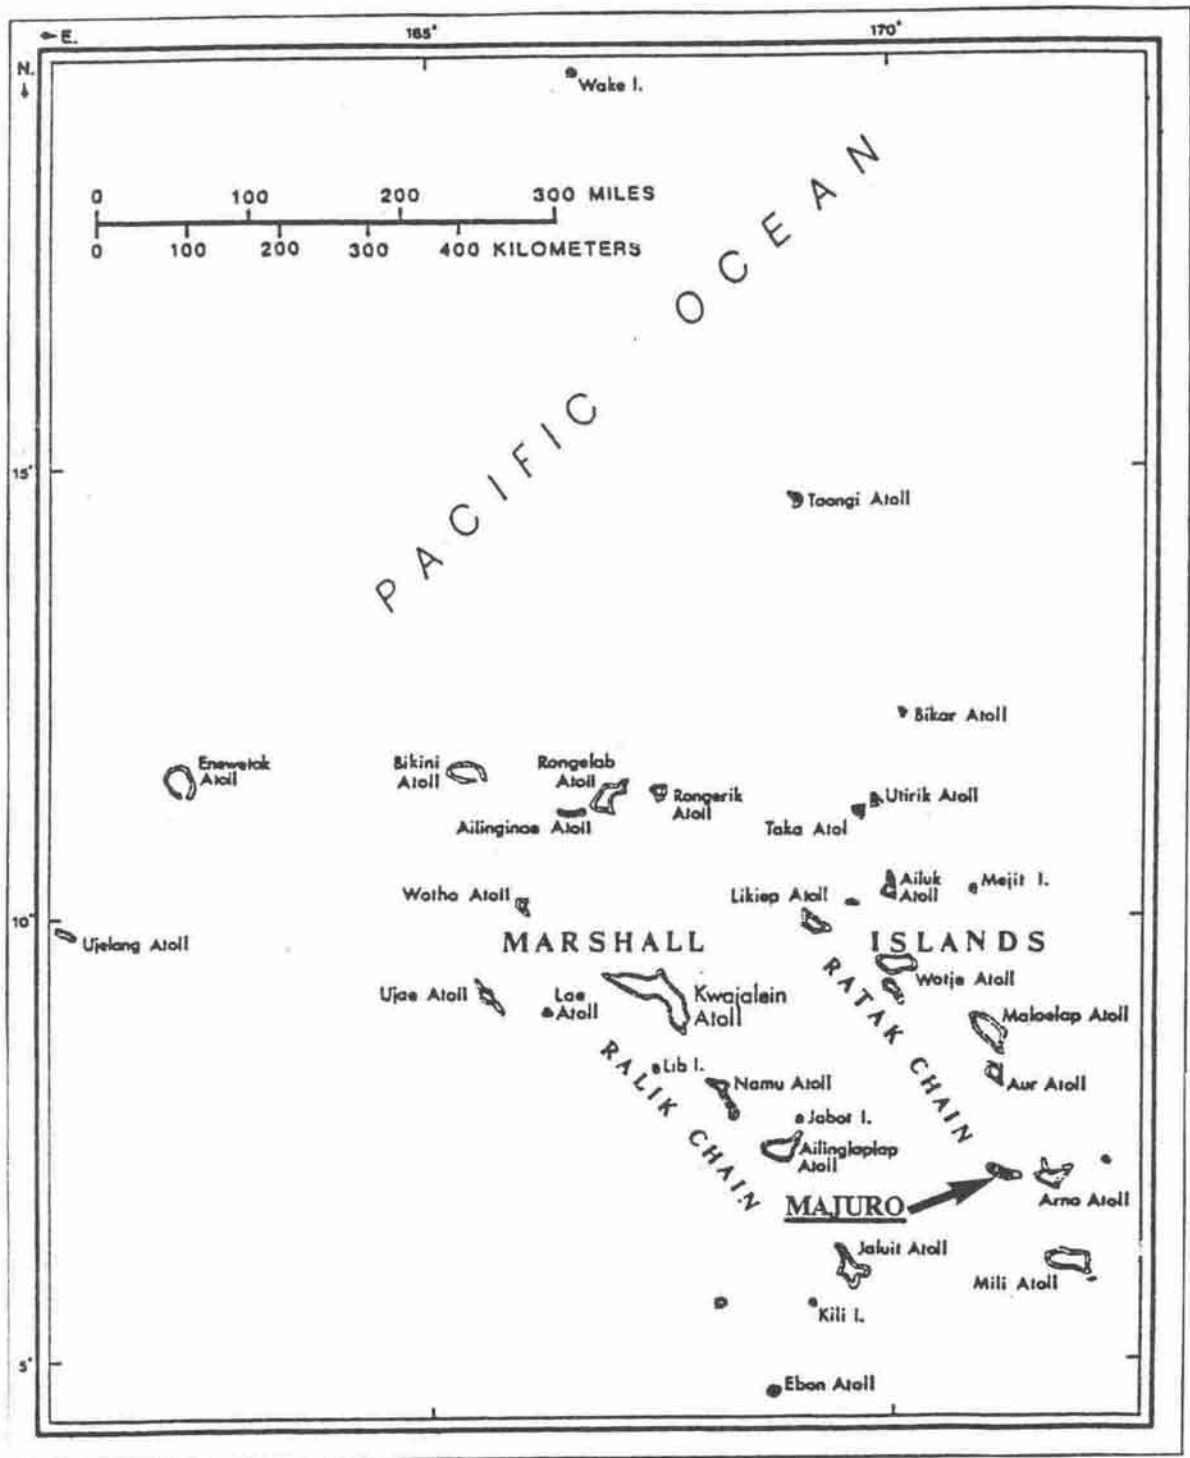 E.
165°
170°
N.
Wake I.
PACIFIC OCEAN
0 100 200 300 MILES
0 100 200 300 400 KILOMETERS
15°
Taongi Atoll
Bikar Atoll
Enewetak
Atoll
Bikini
Atoll
Rongelab
Atoll
Rongerik
Atoll
Ailinginae Atoll
Utirik Atoll
Taka Atol
Wotho Atoll
Likiep Atoll
Ailuk
Atoll
Mejit I.
10°
Ujelang Atoll
MARSHALL ISLANDS
Wotje Atoll
Ujae Atoll
Lae
Atoll
Kwajalein
Atoll
RATAK CHAIN
Maloelap Atoll
Aur Atoll
RALIK CHAIN
Lib I.
Namu Atoll
Jabot I.
Ailinglaplap
Atoll
MAJURO
Arno Atoll
Jaluit Atoll
Mili Atoll
Kili I.
5°
Ebon Atoll